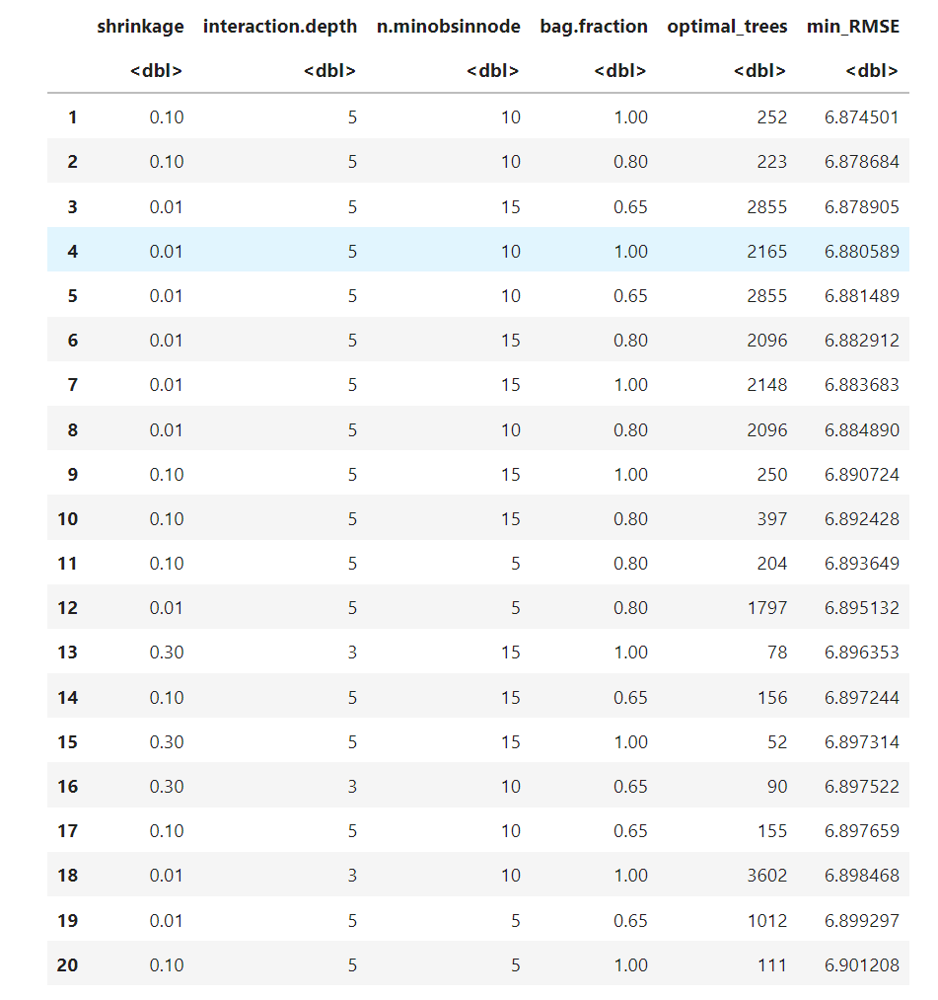 shrinkage interaction.depth n.minobsinnode bag.fraction optimal_trees min_RMSE
<dbl> <dbl> <dbl> <dbl> <dbl> <dbl>
1 0.10 5 10 1.00 252 6.874501
2 0.10 5 10 0.80 223 6.878684
3 0.01 5 15 0.65 2855 6.878905
4 0.01 5 10 1.00 2165 6.880589
5 0.01 5 10 0.65 2855 6.881489
6 0.01 5 15 0.80 2096 6.882912
7 0.01 5 15 1.00 2148 6.883683
8 0.01 5 10 0.80 2096 6.884890
9 0.10 5 15 1.00 250 6.890724
10 0.10 5 15 0.80 397 6.892428
11 0.10 5 5 0.80 204 6.893649
12 0.01 5 5 0.80 1797 6.895132
13 0.30 3 15 1.00 78 6.896353
14 0.10 5 15 0.65 156 6.897244
15 0.30 5 15 1.00 52 6.897314
16 0.30 3 10 0.65 90 6.897522
17 0.10 5 10 0.65 155 6.897659
18 0.01 3 10 1.00 3602 6.898468
19 0.01 5 5 0.65 1012 6.899297
20 0.10 5 5 1.00 111 6.901208